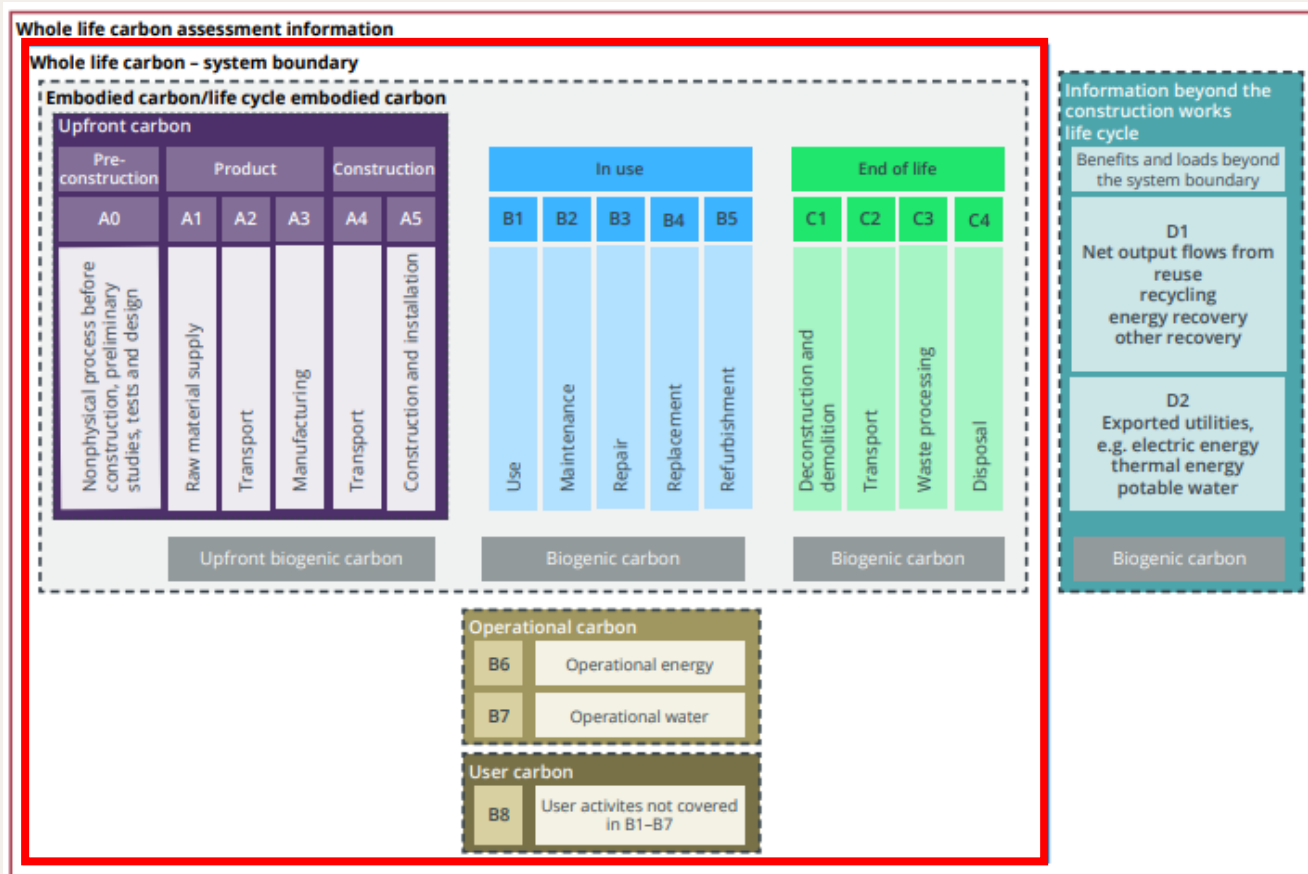 Whole life carbon assessment information
Whole life carbon – system boundary
Embodied carbon/life cycle embodied carbon
Upfront carbon
Pre-
construction
Product
Construction
A0
A1
A2
A3
A4
A5
Nonphysical process before
construction, preliminary
studies, tests and design
Raw material supply
Transport
Manufacturing
Transport
Construction and installation
Upfront biogenic carbon
In use
B1
B2
B3
B4
B5
Use
Maintenance
Repair
Replacement
Refurbishment
Biogenic carbon
End of life
C1
C2
C3
C4
Deconstruction and
demolition
Transport
Waste processing
Disposal
Biogenic carbon
Operational carbon
B6
Operational energy
B7
Operational water
User carbon
B8
User activites not covered
in B1–B7
Information beyond the
construction works
life cycle
Benefits and loads beyond
the system boundary
D1
Net output flows from
reuse
recycling
energy recovery
other recovery
D2
Exported utilities,
e.g. electric energy
thermal energy
potable water
Biogenic carbon